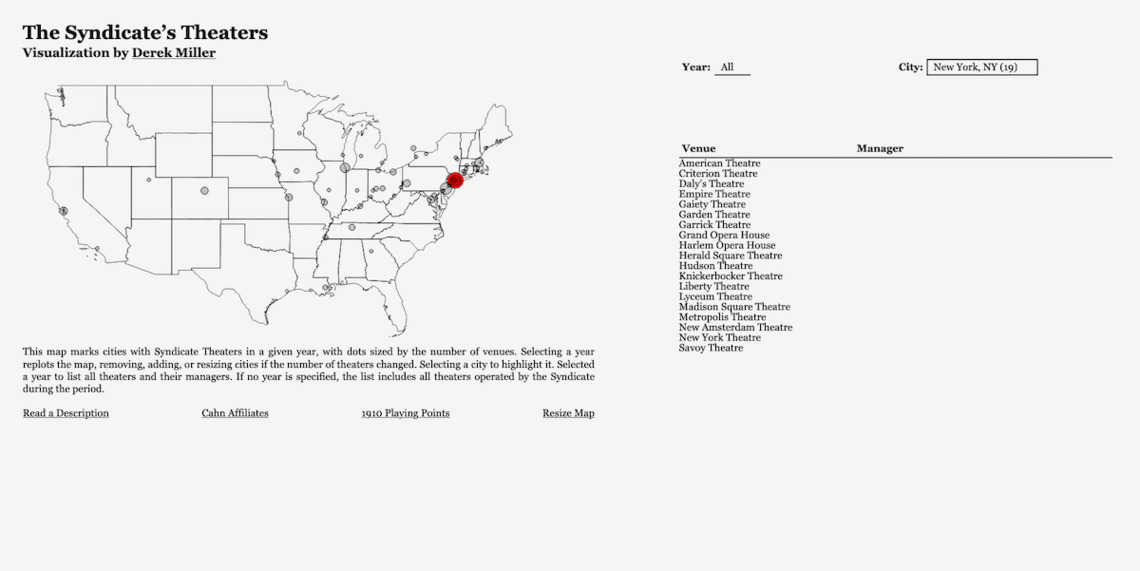 The Syndicate's Theaters
Visualization by Derek Miller
Year: All
City: New York, NY (19)
Venue Manager
American Theatre
Criterion Theatre
Daly's Theatre
Empire Theatre
Gaiety Theatre
Garden Theatre
Garrick Theatre
Grand Opera House
Harlem Opera House
Herald Square Theatre
Hudson Theatre
Knickerbocker Theatre
Liberty Theatre
Lyceum Theatre
Madison Square Theatre
Metropolis Theatre
New Amsterdam Theatre
New York Theatre
Savoy Theatre
This map marks cities with Syndicate Theaters in a given year, with dots sized by the number of venues. Selecting a year
replots the map, removing, adding, or resizing cities if the number of theaters changed. Selecting a city to highlight it. Selected
a year to list all theaters and their managers. If no year is specified, the list includes all theaters operated by the Syndicate
during the period.
Read a Description Cahn Affiliates 1910 Playing Points Resize Map